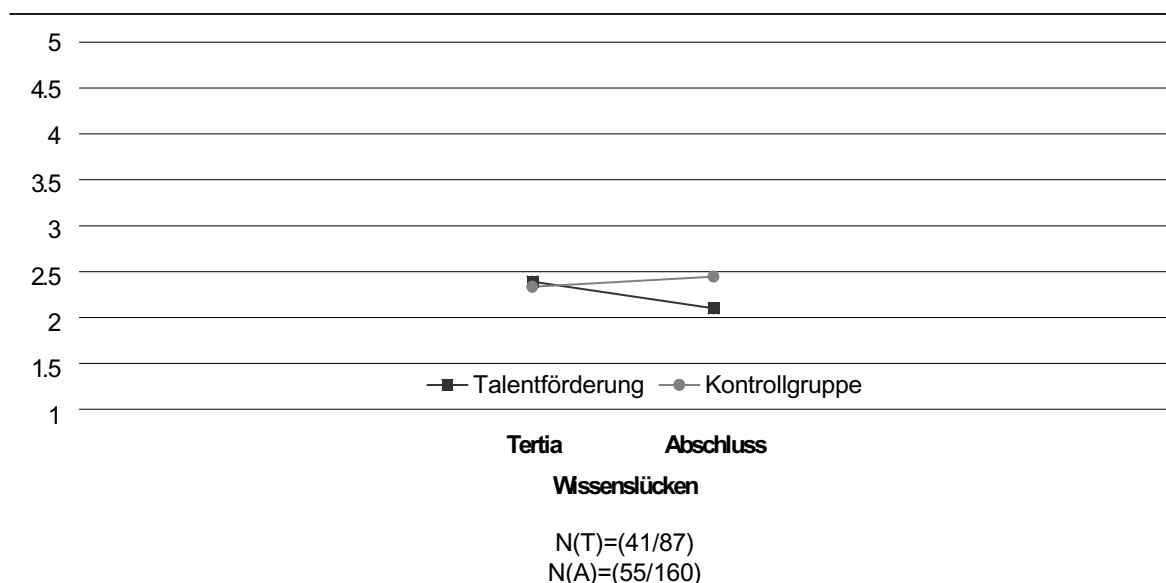 5
4.5
4
3.5
3
2.5
2
1.5
Talentförderung Kontrollgruppe
1
Tertia Abschluss
Wissenslücken
N(T)=(41/87)
N(A)=(55/160)